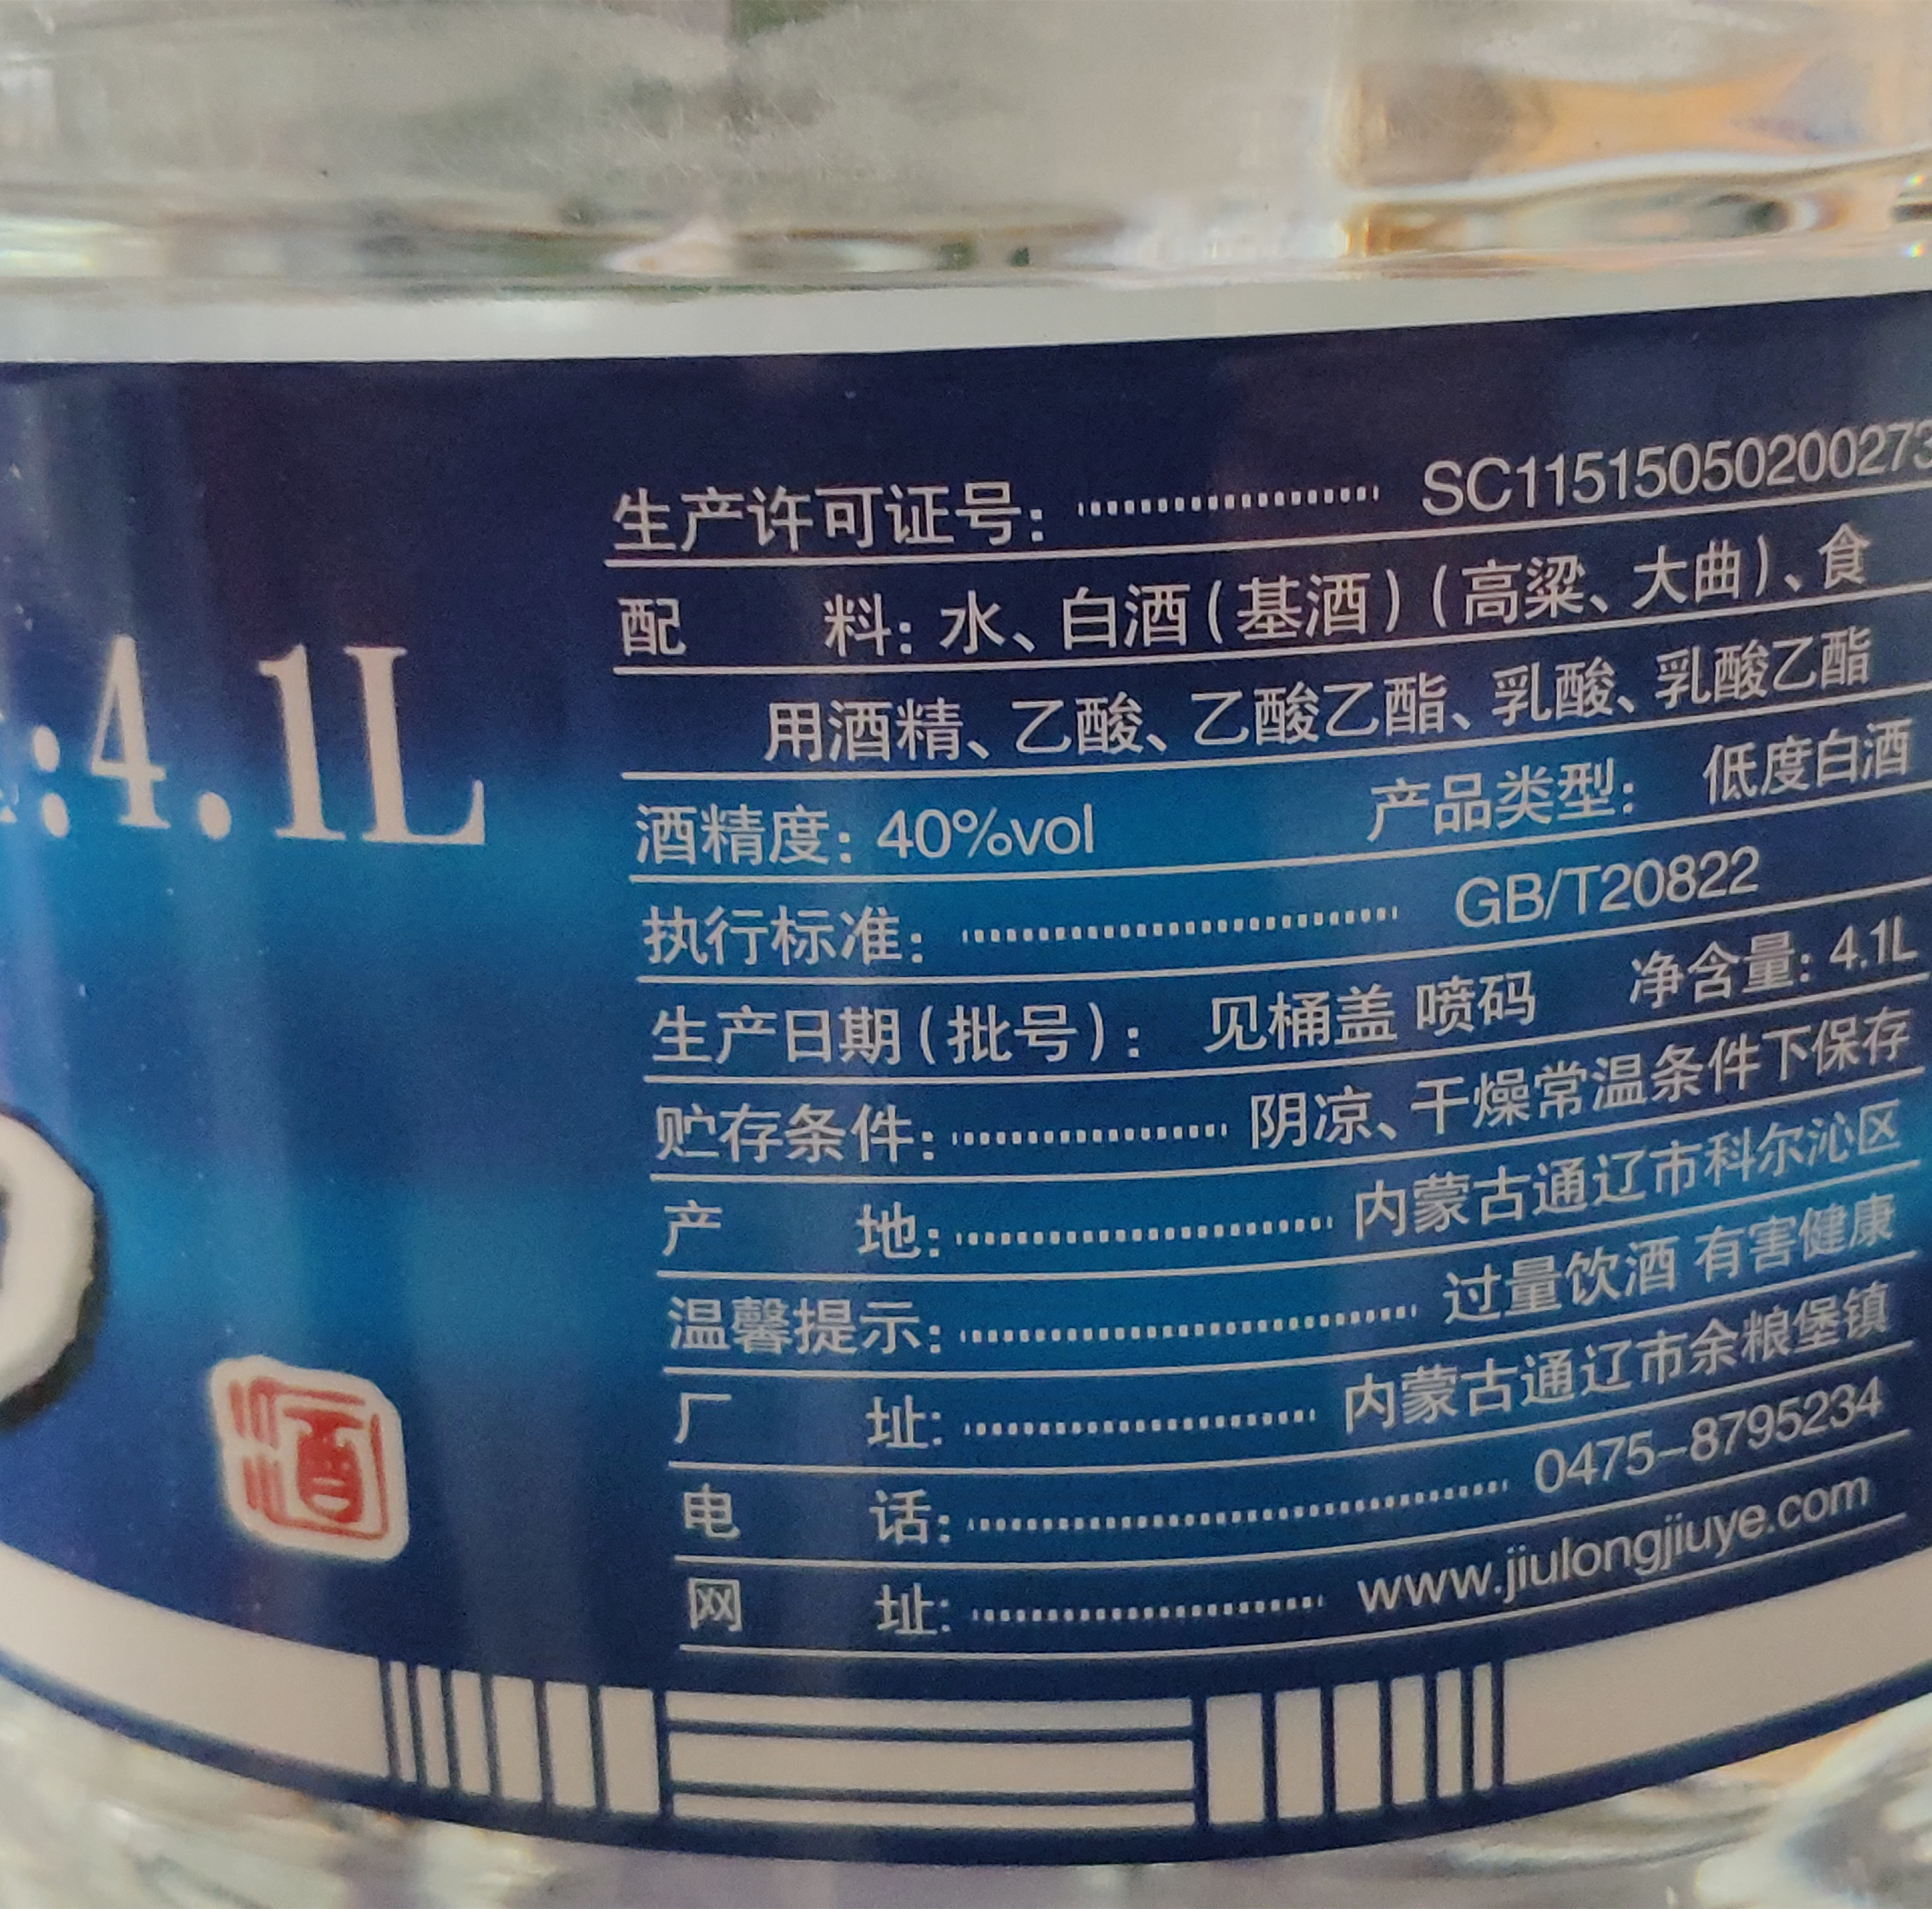 :4.1L
生产许可证号: SC11515050200273
配 料: 水、白酒(基酒)(高粱、大曲)、食
用酒精、乙酸、乙酸乙酯、乳酸、乳酸乙酯
酒精度: 40%vol 产品类型: 低度白酒
执行标准: GB/T20822
生产日期(批号): 见桶盖 喷码 净含量: 4.1L
贮存条件: 阴凉、干燥常温条件下保存
产 地: 内蒙古通辽市科尔沁区
温馨提示: 过量饮酒 有害健康
厂 址: 内蒙古通辽市余粮堡镇
电 话: 0475-8795234
网 址: www.jiulongjiuye.com
酒